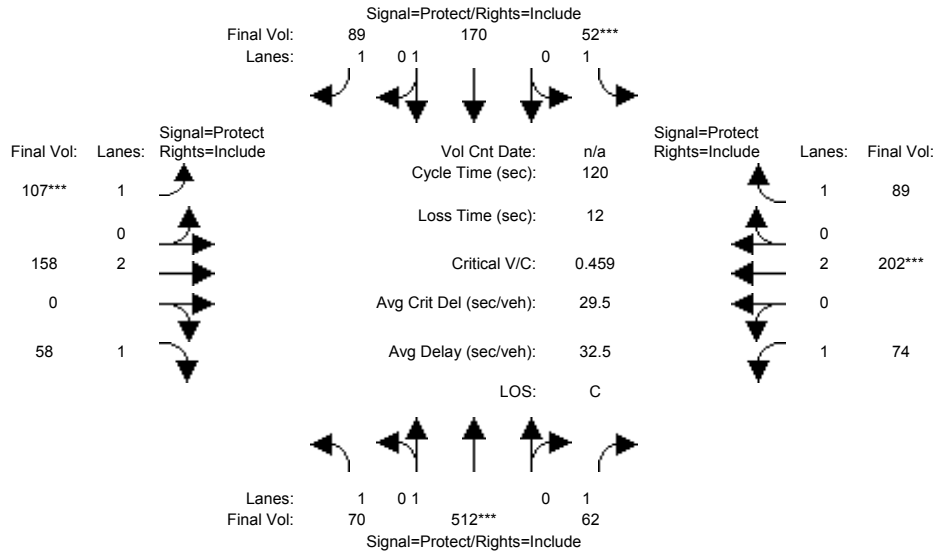 Signal=Protect/Rights=Include
Final Vol: 89 170 52***
Lanes: 1 0 1 0 1
Signal=Protect
Final Vol: Lanes: Rights=Include Vol Cnt Date: n/a Signal=Protect
Rights=Include Lanes: Final Vol:
Cycle Time (sec): 120
107*** 1 1 89
Loss Time (sec): 12
0 0
158 2 Critical V/C: 0.459 2 202***
0 0 Avg Crit Del (sec/veh): 29.5 0
58 1 Avg Delay (sec/veh): 32.5 1 74
LOS: C
Lanes: 1 0 1 0 1
Final Vol: 70 512*** 62
Signal=Protect/Rights=Include